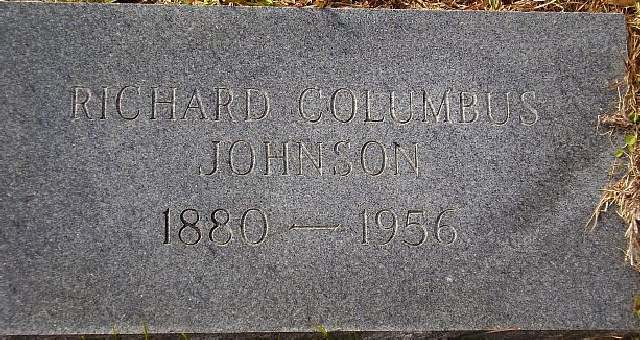 RICHARD COLUMBUS
JOHNSON
1880 — 1956